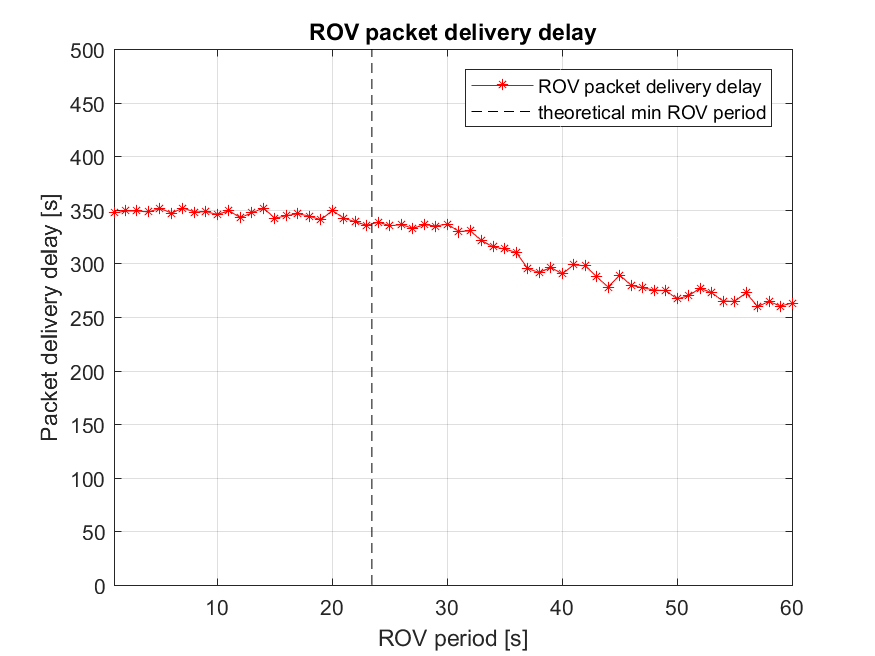 ROV packet delivery delay
500
450
400
350
300
250
200
150
100
50
0
Packet delivery delay [s]
ROV packet delivery delay
theoretical min ROV period
10 20 30 40 50 60
ROV period [s]